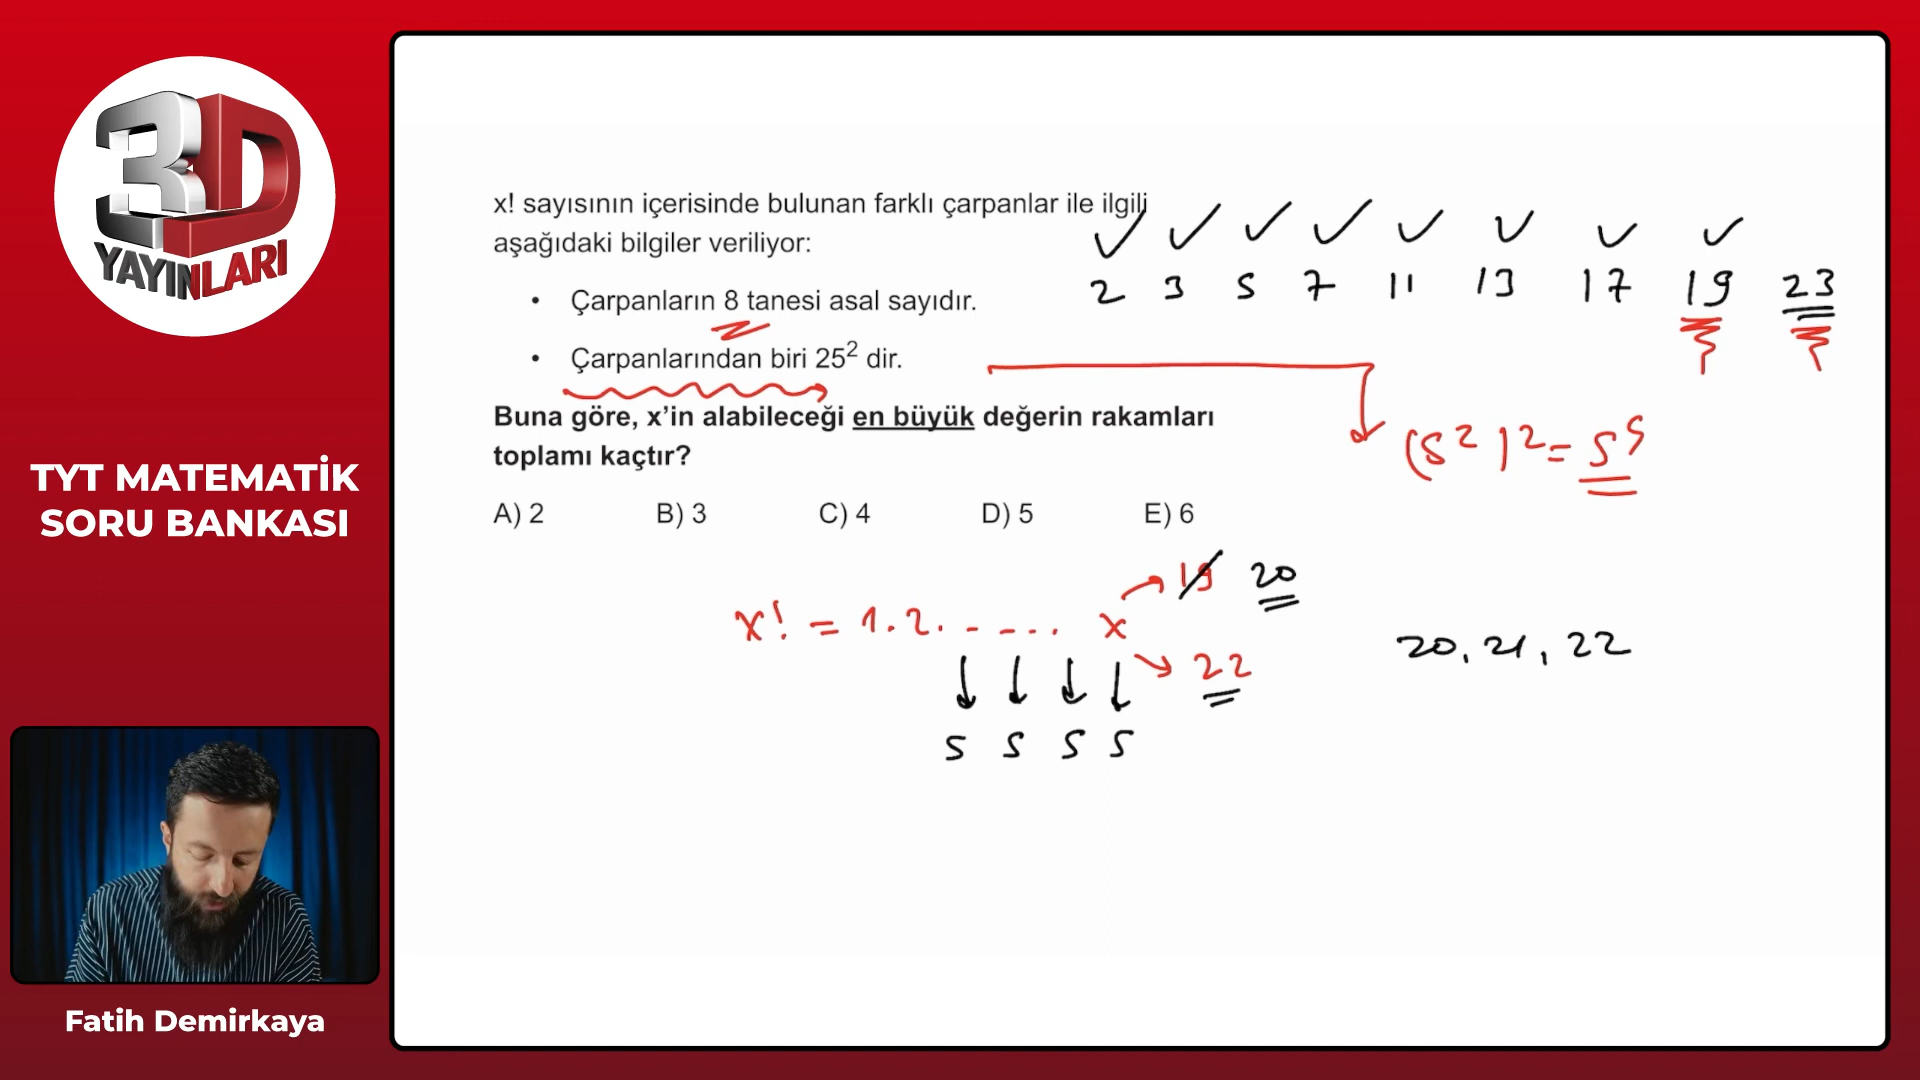 3D
YAYINLARI
TYT MATEMATİK
SORU BANKASI
Fatih Demirkaya
x! sayısının içerisinde bulunan farklı çarpanlar ile ilgili
aşağıdaki bilgiler veriliyor:
• Çarpanların 8 tanesi asal sayıdır.
• Çarpanlarından biri 25² dir.
Buna göre, x’in alabileceği en büyük değerin rakamları
toplamı kaçtır?
A) 2 B) 3 C) 4 D) 5 E) 6
2 3 5 7 11 13 17 19 23
(5²)² = 5⁵
19 20
x! = 1.2. - - - . . x
22
5 5 5 5
20, 21, 22